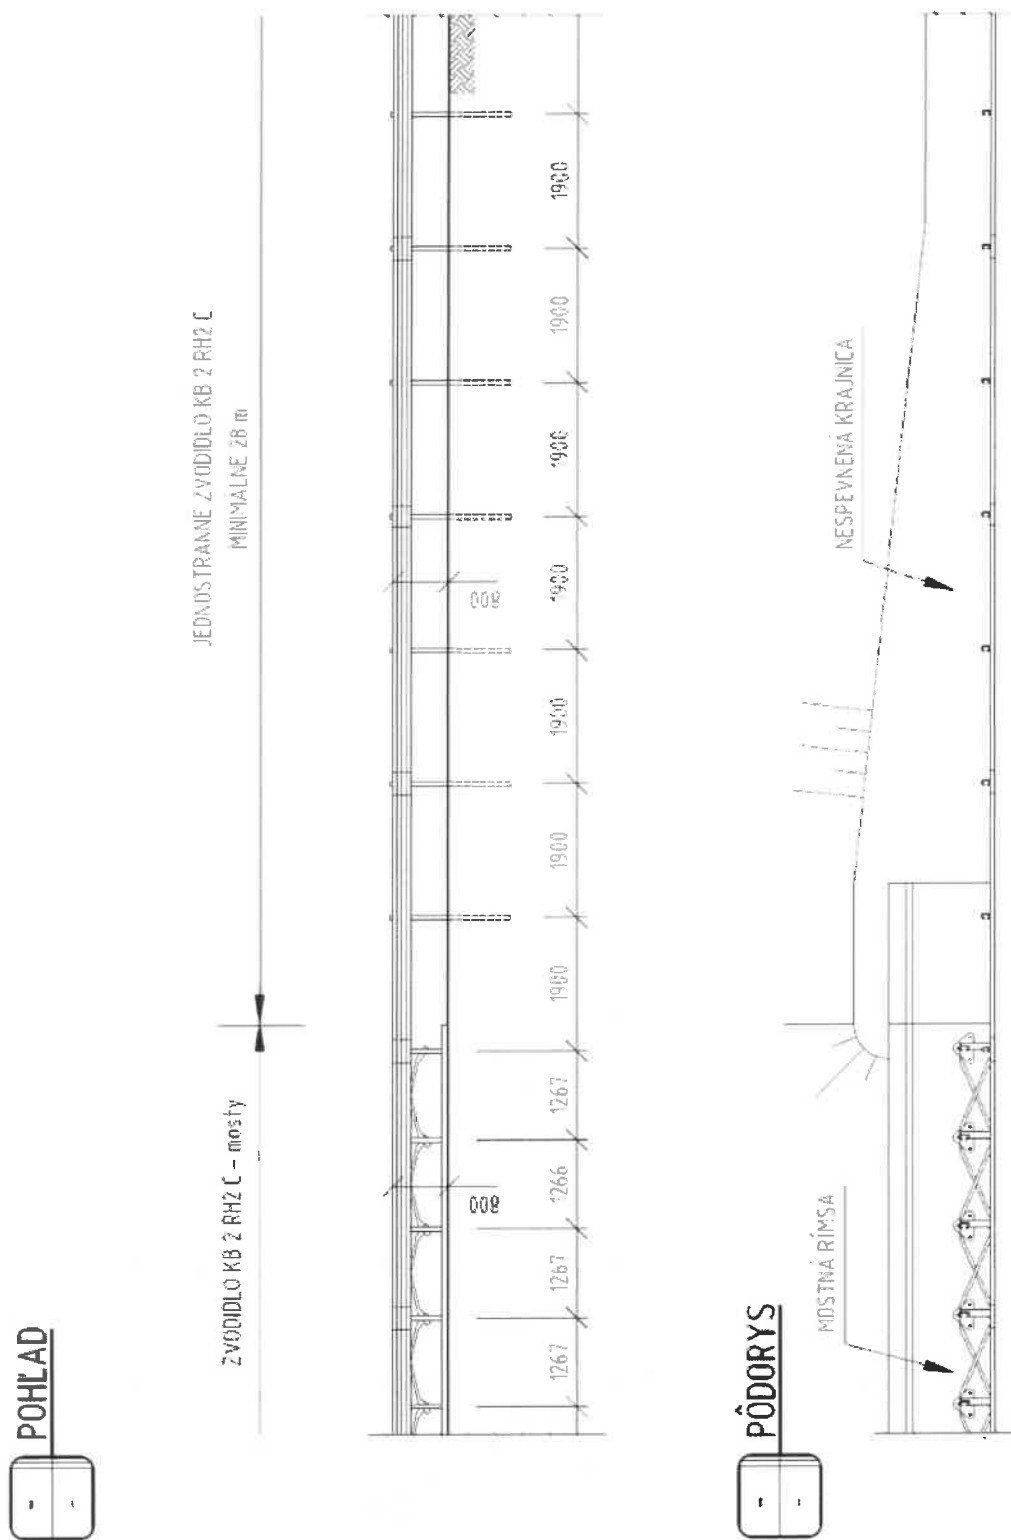 POHĽAD
ZVODIDLO KB 2 RH2 C - mosty
JEDNOSTRANNE ZVODIDLO KB 2 RH2 C
MINIMÁLNE 28 m
800
800
1267
1267
1266
1267
1900
1900
1900
1900
1900
1900
1900
PÔDORYS
MOSTNÁ RÍMSA
NESPEVNENÁ KRAJNICA